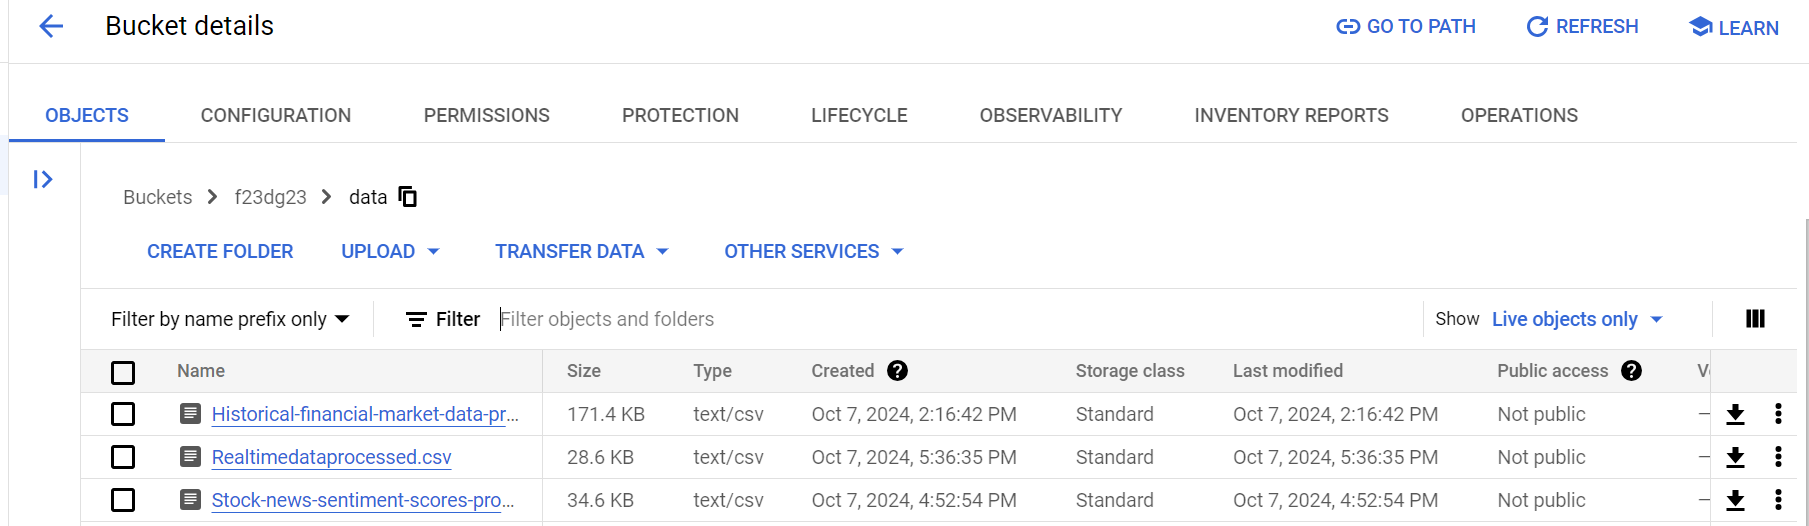 Bucket details GO TO PATH REFRESH LEARN
OBJECTS CONFIGURATION PERMISSIONS PROTECTION LIFECYCLE OBSERVABILITY INVENTORY REPORTS OPERATIONS
Buckets f23dg23 data
CREATE FOLDER UPLOAD TRANSFER DATA OTHER SERVICES
Filter by name prefix only Filter Filter objects and folders Show Live objects only
Name Size Type Created Storage class Last modified Public access
Historical-financial-market-data-pr... 171.4 KB text/csv Oct 7, 2024, 2:16:42 PM Standard Oct 7, 2024, 2:16:42 PM Not public —
Realtimedataprocessed.csv 28.6 KB text/csv Oct 7, 2024, 5:36:35 PM Standard Oct 7, 2024, 5:36:35 PM Not public —
Stock-news-sentiment-scores-pro... 34.6 KB text/csv Oct 7, 2024, 4:52:54 PM Standard Oct 7, 2024, 4:52:54 PM Not public —